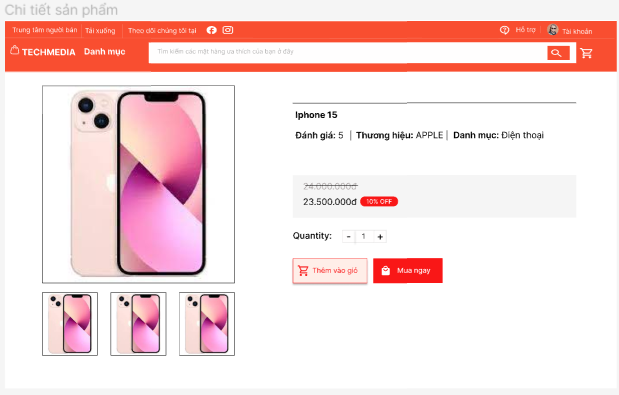 Chi tiết sản phẩm
Trung tâm người bán | Tải xuống | Theo dõi chúng tôi tại
Hỗ trợ | Tài khoản
TECHMEDIA Danh mục
Tìm kiếm các mặt hàng ưa thích của bạn ở đây
Iphone 15
Đánh giá: 5 | Thương hiệu: APPLE | Danh mục: Điện thoại
24.000.000đ
23.500.000đ 10% OFF
Quantity: - 1 +
Thêm vào giỏ
Mua ngay